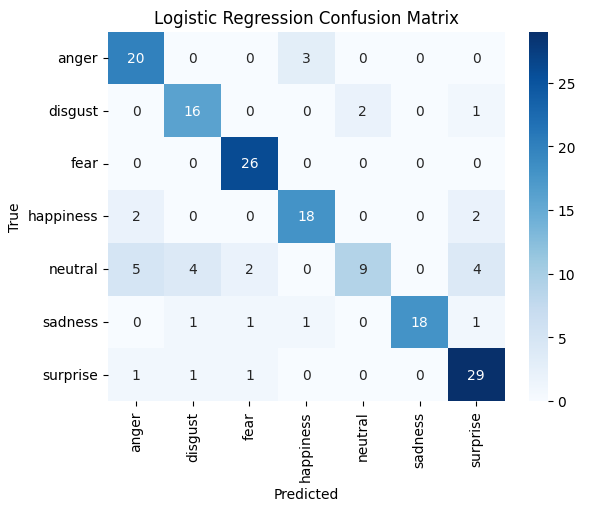 Logistic Regression Confusion Matrix
anger 20 0 0 3 0 0 0
disgust 0 16 0 0 2 0 1
fear 0 0 26 0 0 0 0
happiness 2 0 0 18 0 0 2
neutral 5 4 2 0 9 0 4
sadness 0 1 1 1 0 18 1
surprise 1 1 1 0 0 0 29
True
anger disgust fear happiness neutral sadness surprise
Predicted
25
20
15
10
5
0